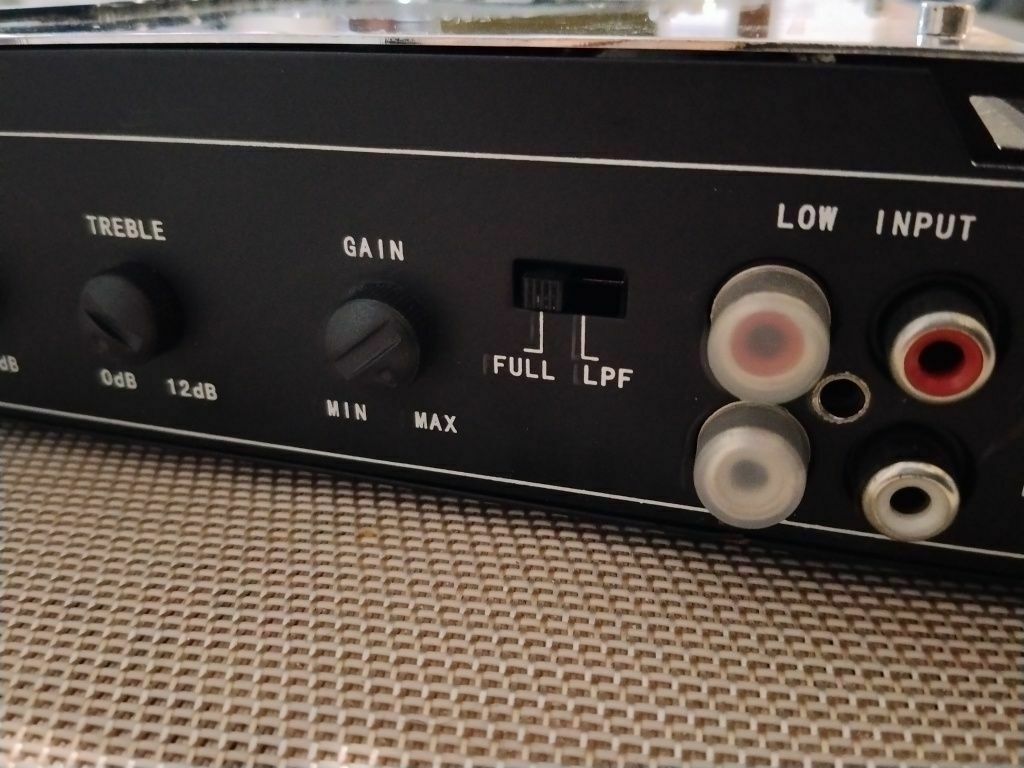 TREBLE
0dB 12dB
GAIN
MIN MAX
FULL LPF
LOW INPUT